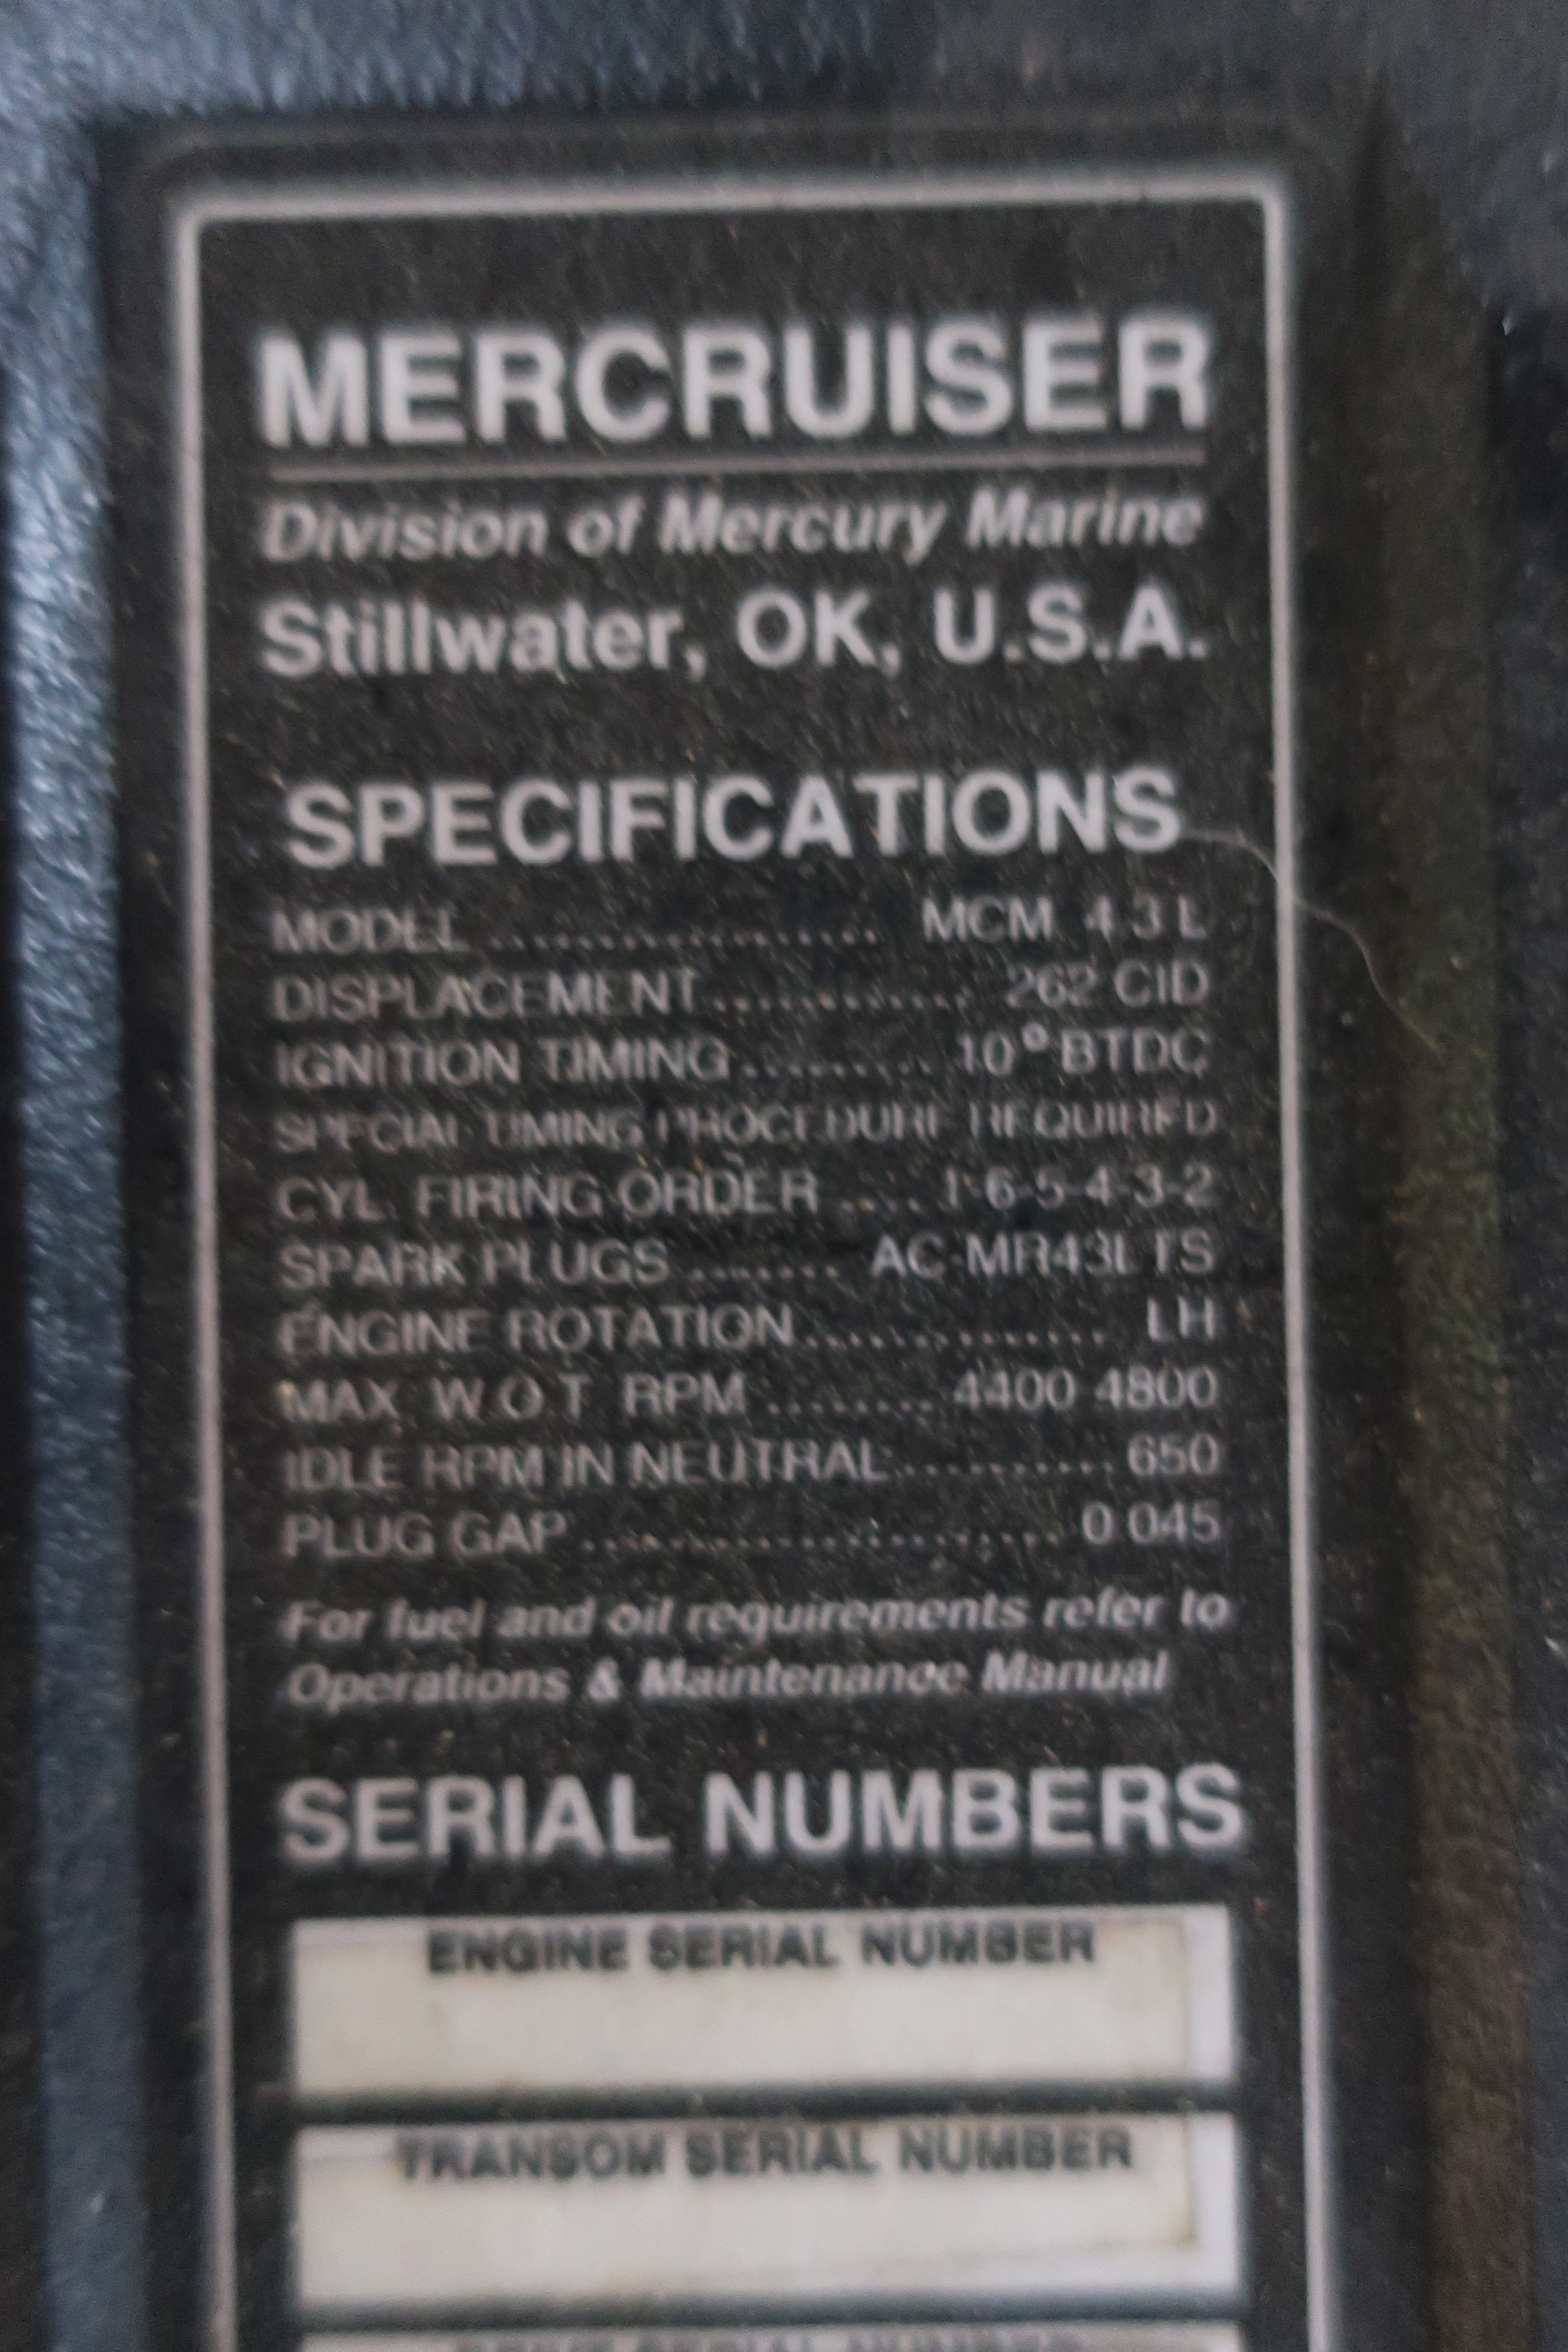 MERCRUISER
Division of Mercury Marine
Stillwater, OK, U.S.A.
SPECIFICATIONS
MODEL .................. MCM 4.3 L
DISPLACEMENT ............. 262 CID
IGNITION TIMING ......... 10° BTDC
SPECIAL TIMING PROCEDURE REQUIRED
CYL. FIRING ORDER .... 1-6-5-4-3-2
SPARK PLUGS ....... AC-MR43LTS
ENGINE ROTATION ............... LH
MAX. W.O.T. RPM ........ 4400-4800
IDLE RPM IN NEUTRAL .......... 650
PLUG GAP ...................... 0.045
For fuel and oil requirements refer to
Operations & Maintenance Manual
SERIAL NUMBERS
ENGINE SERIAL NUMBER
TRANSOM SERIAL NUMBER